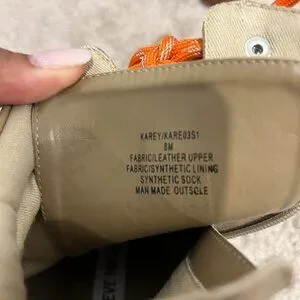 KAREY/KARE03S1
8M
FABRIC/LEATHER UPPER
FABRIC/SYNTHETIC LINING
SYNTHETIC SOCK
MAN MADE OUTSOLE